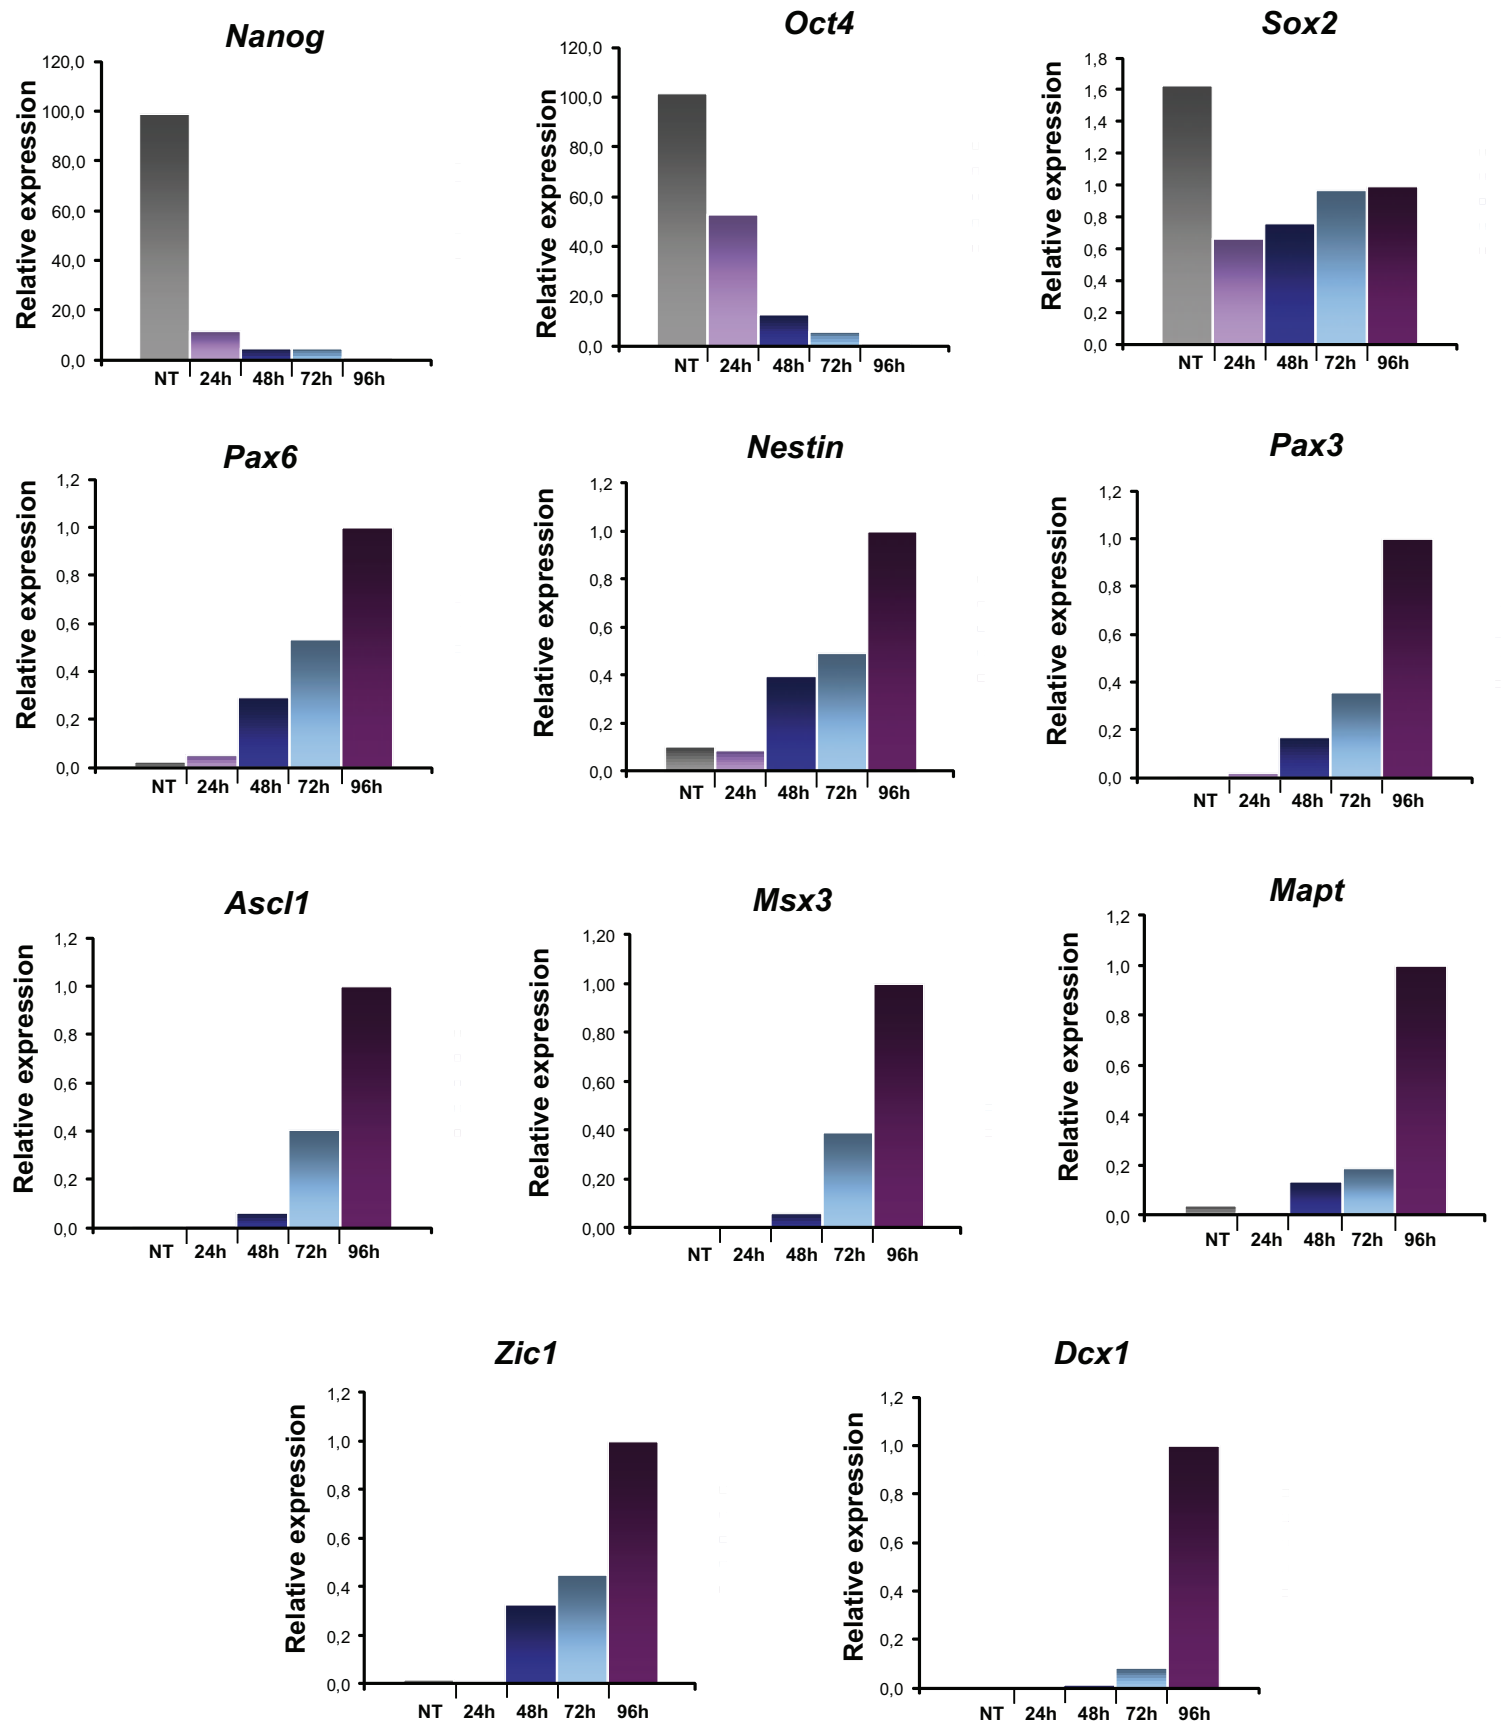 Nanog
Relative expression
120,0
100,0
80,0
60,0
40,0
20,0
0,0
NT 24h 48h 72h 96h
Oct4
Relative expression
120,0
100,0
80,0
60,0
40,0
20,0
0,0
NT 24h 48h 72h 96h
Sox2
Relative expression
1,8
1,6
1,4
1,2
1,0
0,8
0,6
0,4
0,2
0,0
NT 24h 48h 72h 96h
Pax6
Relative expression
1,2
1,0
0,8
0,6
0,4
0,2
0,0
NT 24h 48h 72h 96h
Nestin
Relative expression
1,2
1,0
0,8
0,6
0,4
0,2
0,0
NT 24h 48h 72h 96h
Pax3
Relative expression
1,2
1,0
0,8
0,6
0,4
0,2
0,0
NT 24h 48h 72h 96h
Ascl1
Relative expression
1,2
1,0
0,8
0,6
0,4
0,2
0,0
NT 24h 48h 72h 96h
Msx3
Relative expression
1,20
1,00
0,80
0,60
0,40
0,20
0,00
NT 24h 48h 72h 96h
Mapt
Relative expression
1,2
1,0
0,8
0,6
0,4
0,2
0,0
NT 24h 48h 72h 96h
Zic1
Relative expression
1,2
1,0
0,8
0,6
0,4
0,2
0,0
NT 24h 48h 72h 96h
Dcx1
Relative expression
1,2
1,0
0,8
0,6
0,4
0,2
0,0
NT 24h 48h 72h 96h